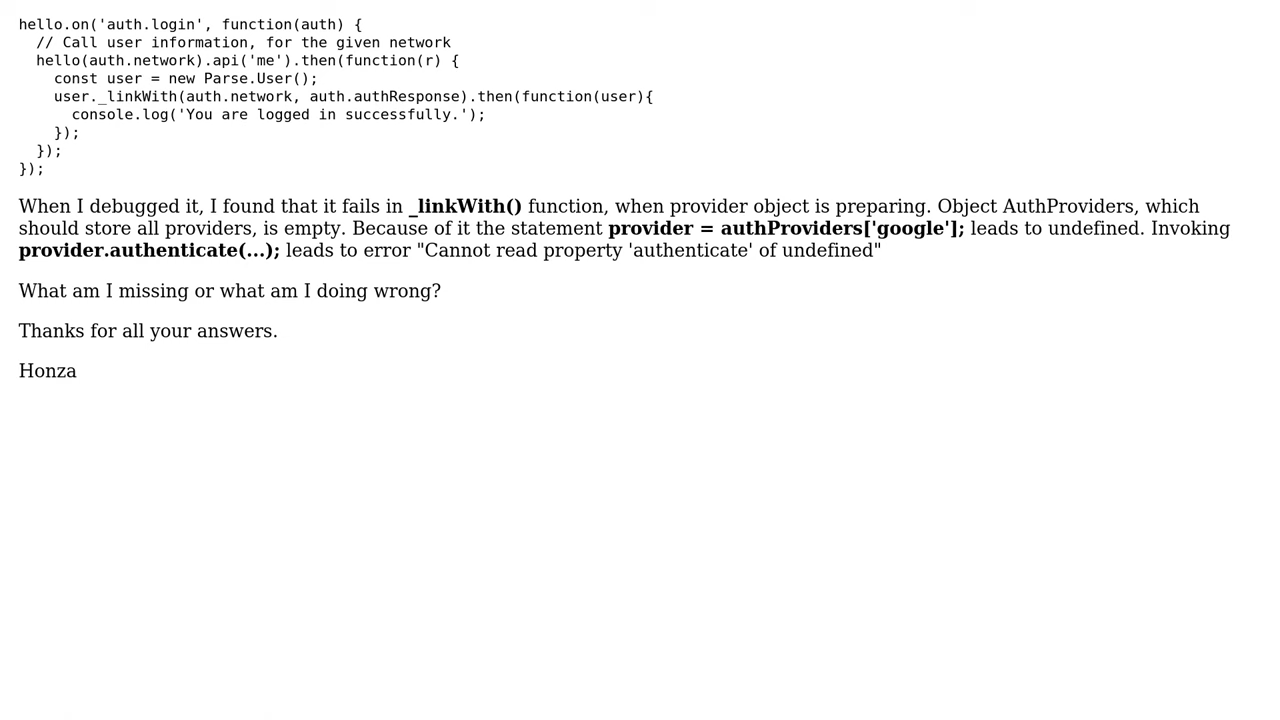 hello.on('auth.login', function(auth) {
  // Call user information, for the given network
  hello(auth.network).api('me').then(function(r) {
    const user = new Parse.User();
    user._linkWith(auth.network, auth.authResponse).then(function(user){
      console.log('You are logged in successfully.');
    });
  });
});
When I debugged it, I found that it fails in _linkWith() function, when provider object is preparing. Object AuthProviders, which
should store all providers, is empty. Because of it the statement provider = authProviders['google']; leads to undefined. Invoking
provider.authenticate(...); leads to error "Cannot read property 'authenticate' of undefined"
What am I missing or what am I doing wrong?
Thanks for all your answers.
Honza